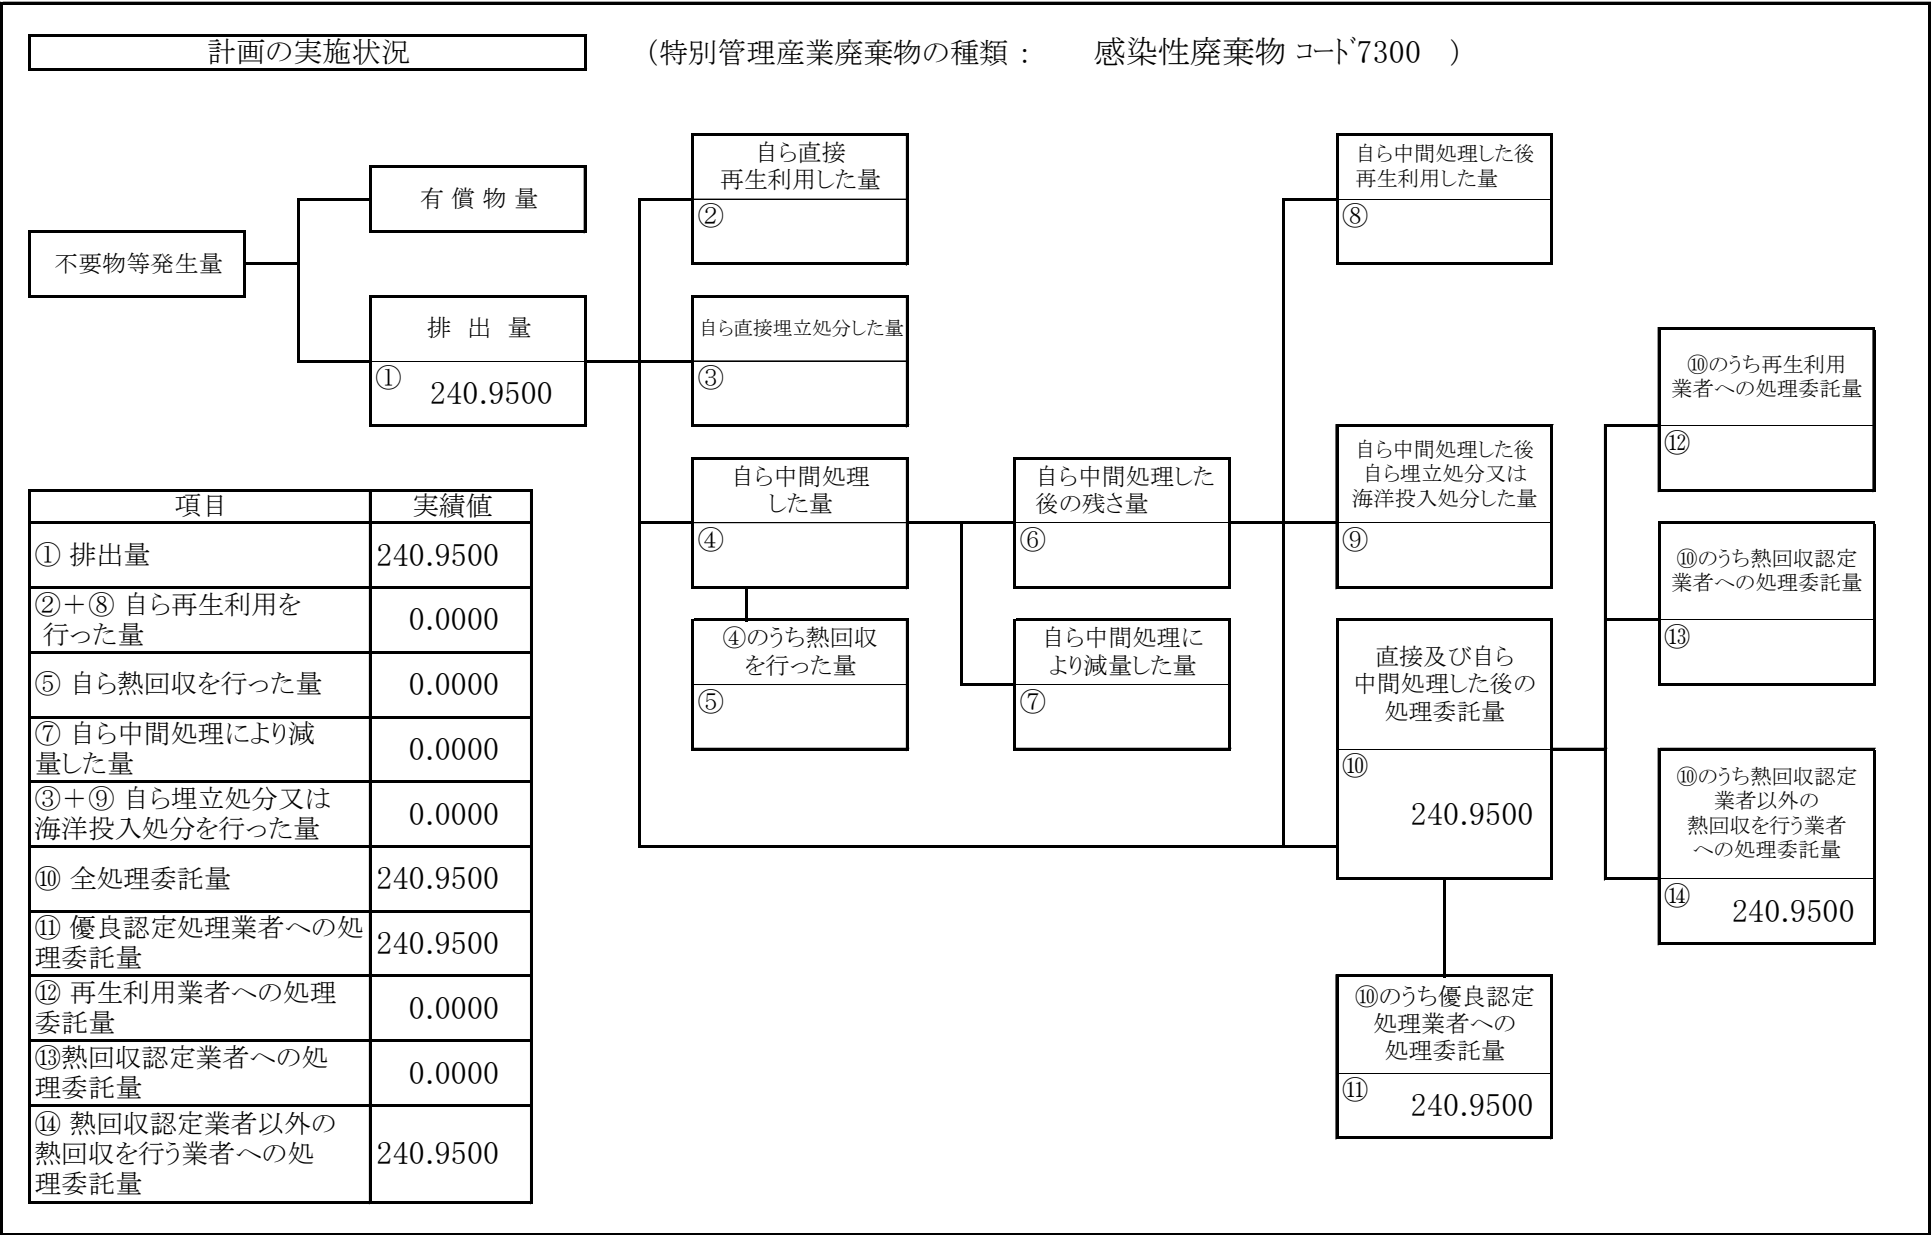 計画の実施状況
（特別管理産業廃棄物の種類： 感染性廃棄物 ｺｰﾄﾞ7300 ）
不要物等発生量
有 償 物 量
排 出 量
①
240.9500
自ら直接
再生利用した量
②
自ら直接埋立処分した量
③
自ら中間処理
した量
④
④のうち熱回収
を行った量
⑤
自ら中間処理した
後の残さ量
⑥
自ら中間処理に
より減量した量
⑦
自ら中間処理した後
再生利用した量
⑧
自ら中間処理した後
自ら埋立処分又は
海洋投入処分した量
⑨
直接及び自ら
中間処理した後の
処理委託量
⑩
240.9500
⑩のうち優良認定
処理業者への
処理委託量
⑪
240.9500
⑩のうち再生利用
業者への処理委託量
⑫
⑩のうち熱回収認定
業者への処理委託量
⑬
⑩のうち熱回収認定
業者以外の
熱回収を行う業者
への処理委託量
⑭
240.9500
項目 実績値
① 排出量 240.9500
②＋⑧ 自ら再生利用を
行った量 0.0000
⑤ 自ら熱回収を行った量 0.0000
⑦ 自ら中間処理により減
量した量 0.0000
③＋⑨ 自ら埋立処分又は
海洋投入処分を行った量 0.0000
⑩ 全処理委託量 240.9500
⑪ 優良認定処理業者への処
理委託量 240.9500
⑫ 再生利用業者への処理
委託量 0.0000
⑬熱回収認定業者への処
理委託量 0.0000
⑭ 熱回収認定業者以外の
熱回収を行う業者への処
理委託量 240.9500